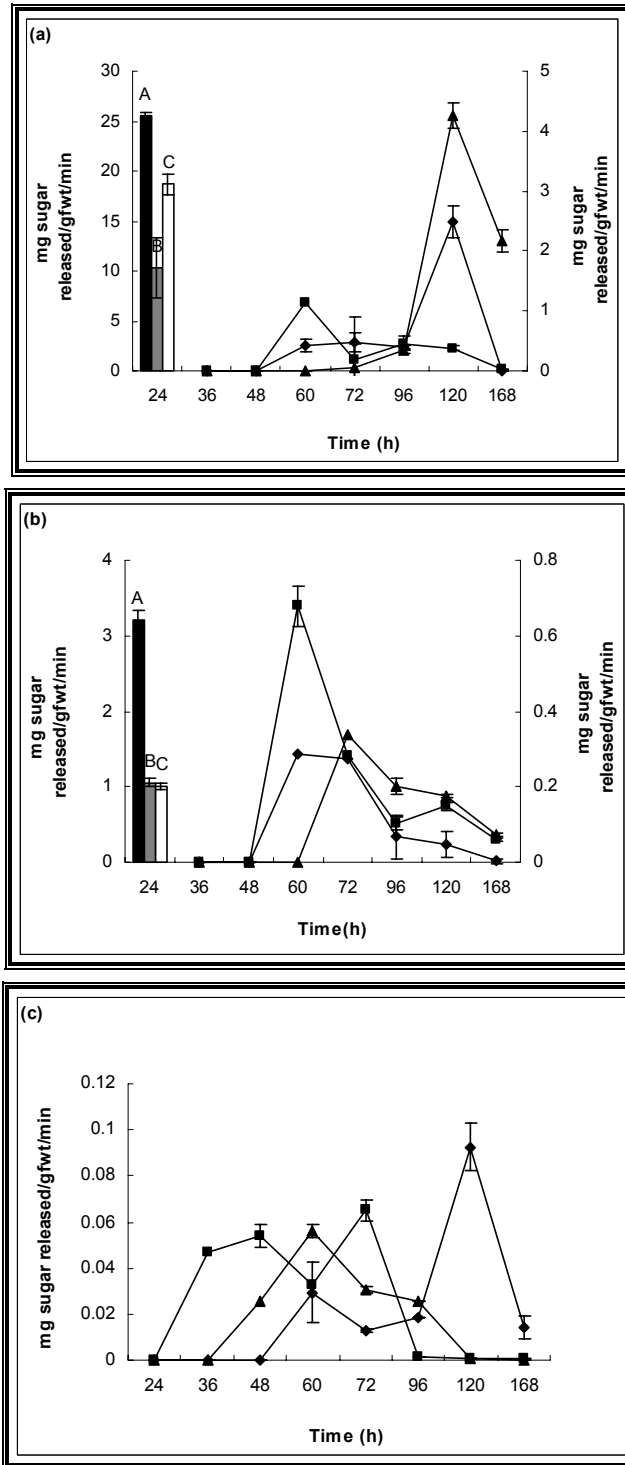 (a)
30
25
20
15
10
5
0
mg sugar
released/gfwt/min
A
B
C
5
4
3
2
1
0
mg sugar
released/gfwt/min
24 36 48 60 72 96 120 168
Time (h)
(b)
4
3
2
1
0
mg sugar
released/gfwt/min
A
B C
0.8
0.6
0.4
0.2
0
mg sugar
released/gfwt/min
24 36 48 60 72 96 120 168
Time(h)
(c)
0.12
0.1
0.08
0.06
0.04
0.02
0
mg sugar released/gfwt/min
24 36 48 60 72 96 120 168
Time (h)